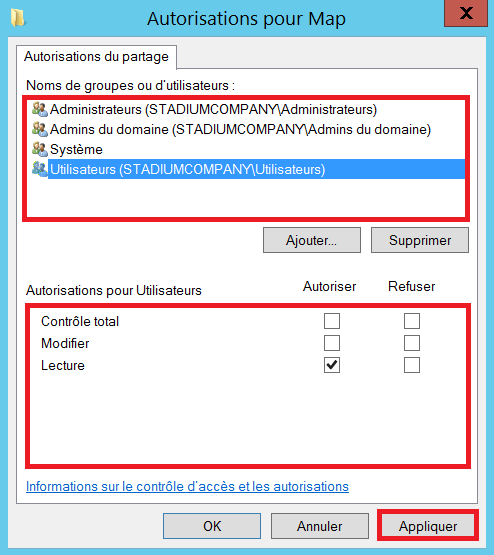 Autorisations pour Map
X
Autorisations du partage
Noms de groupes ou d'utilisateurs :
Administrateurs (STADIUMCOMPANY\Administrateurs)
Admins du domaine (STADIUMCOMPANY\Admins du domaine)
Système
Utilisateurs (STADIUMCOMPANY\Utilisateurs)
Ajouter... Supprimer
Autorisations pour Utilisateurs Autoriser Refuser
Contrôle total
Modifier
Lecture
Informations sur le contrôle d'accès et les autorisations
OK Annuler Appliquer